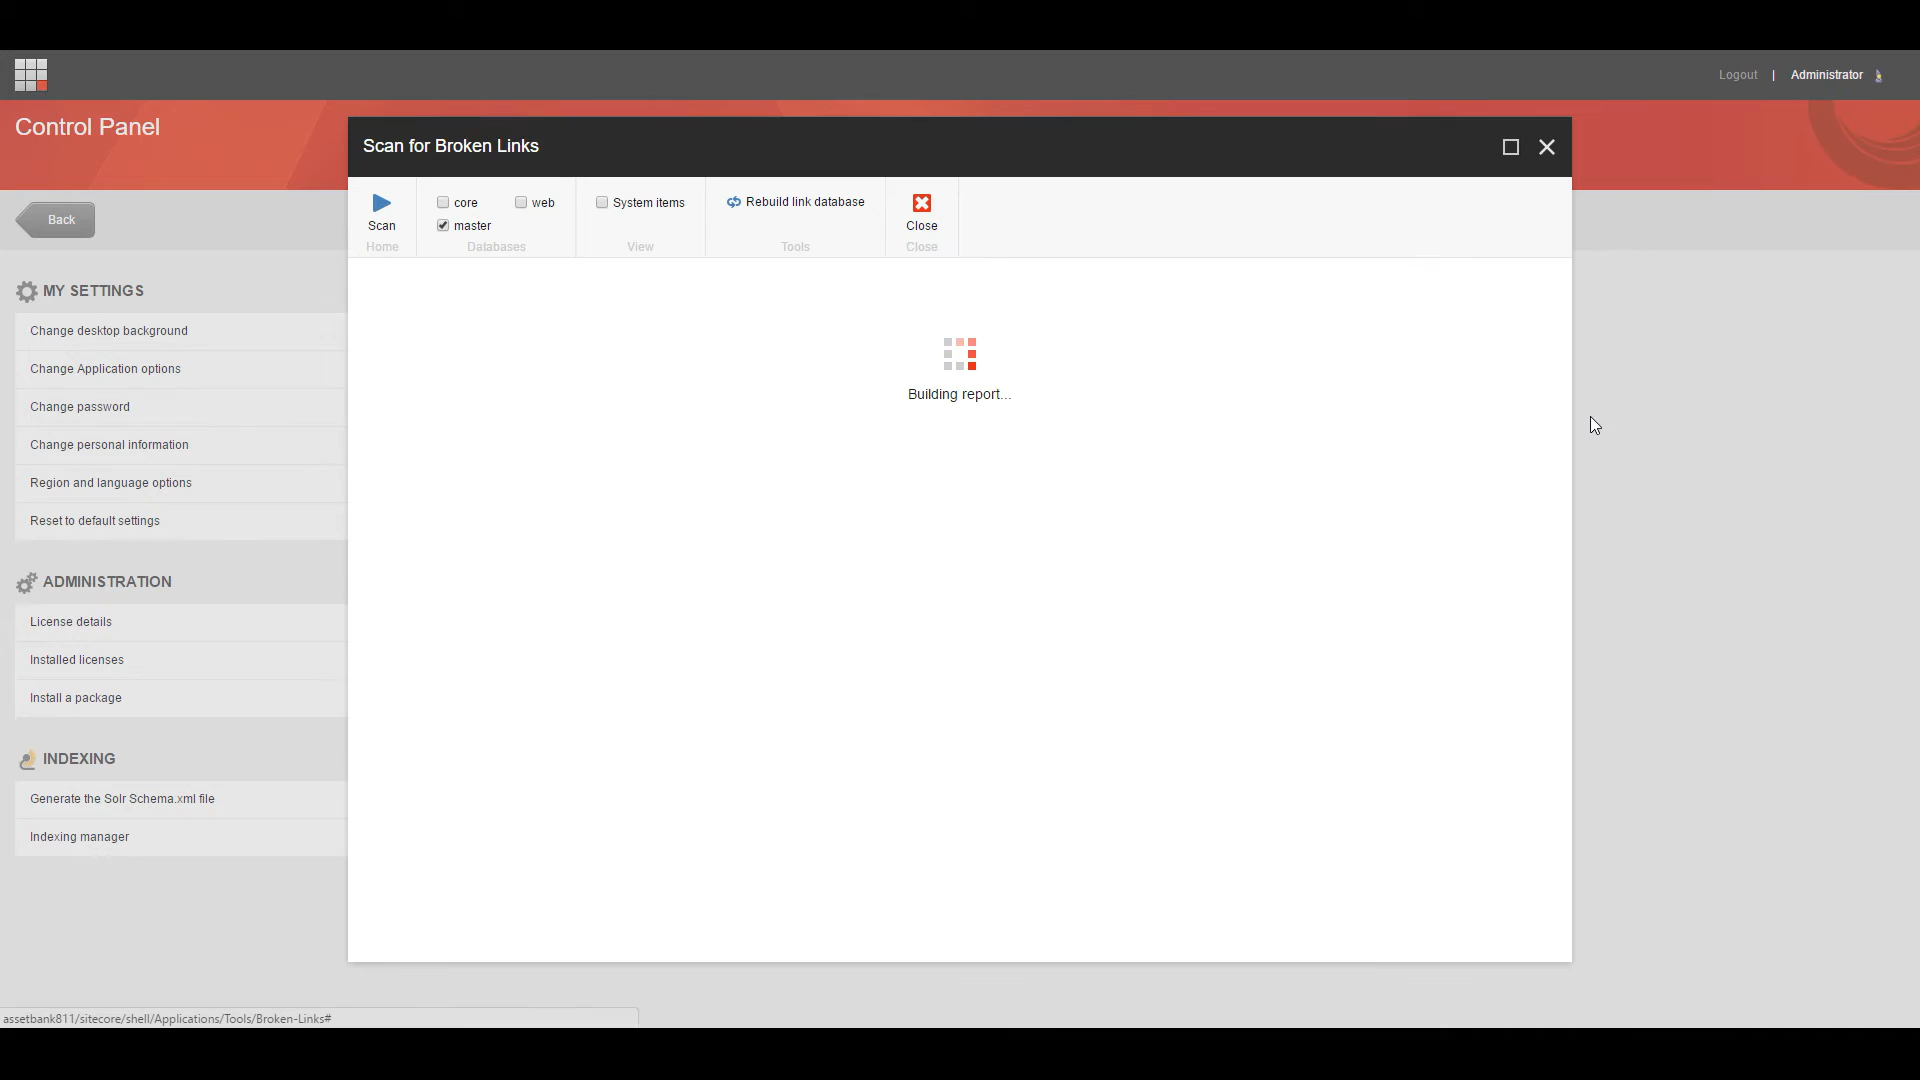 Logout | Administrator
Control Panel
Scan for Broken Links
Back
Scan
core
web
master
System items
Rebuild link database
Close
Home
Databases
View
Tools
Close
MY SETTINGS
Change desktop background
Change Application options
Change password
Change personal information
Region and language options
Reset to default settings
Building report...
ADMINISTRATION
License details
Installed licenses
Install a package
INDEXING
Generate the Solr Schema.xml file
Indexing manager
assetbank811/sitecore/shell/Applications/Tools/Broken-Links#